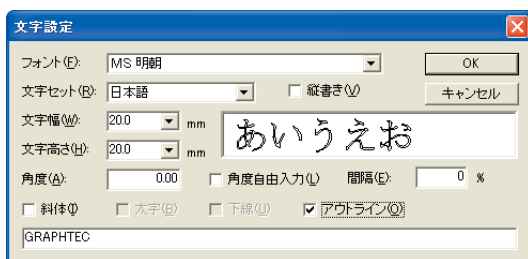 文字設定
フォント(F): MS 明朝 OK
文字セット(R): 日本語 縦書き(V) キャンセル
文字幅(W): 20.0 mm あいうえお
文字高さ(H): 20.0 mm
角度(A): 0.00 角度自由入力(L) 間隔(E): 0 %
斜体(I) 太字(B) 下線(U) アウトライン(O)
GRAPHTEC